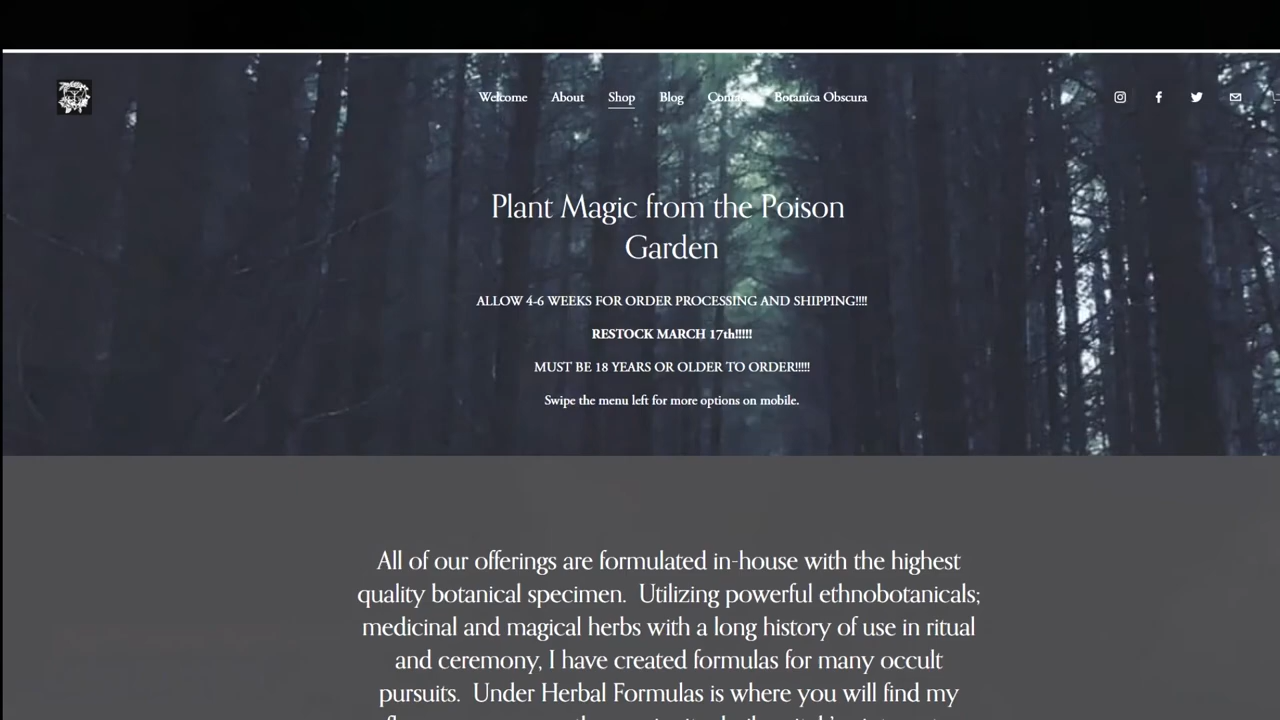 Welcome About Shop Blog Contact Botanica Obscura
Plant Magic from the Poison
Garden
ALLOW 4-6 WEEKS FOR ORDER PROCESSING AND SHIPPING!!!!
RESTOCK MARCH 17th!!!!!
MUST BE 18 YEARS OR OLDER TO ORDER!!!!!
Swipe the menu left for more options on mobile.
All of our offerings are formulated in-house with the highest
quality botanical specimen.  Utilizing powerful ethnobotanicals;
medicinal and magical herbs with a long history of use in ritual
and ceremony, I have created formulas for many occult
pursuits.  Under Herbal Formulas is where you will find my